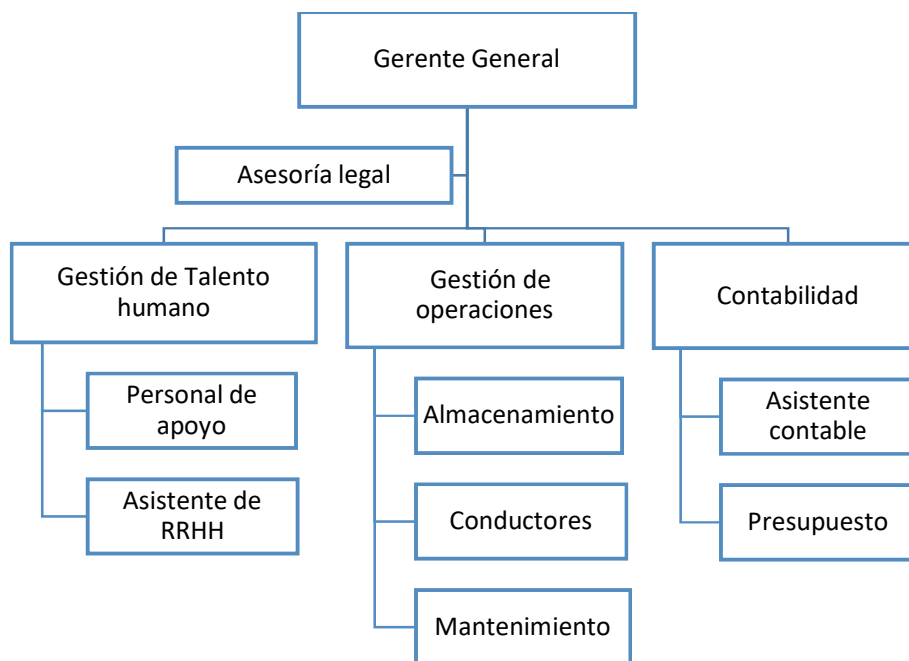 Gerente General
Asesoría legal
Gestión de Talento
humano
Personal de
apoyo
Asistente de
RRHH
Gestión de
operaciones
Almacenamiento
Conductores
Mantenimiento
Contabilidad
Asistente
contable
Presupuesto